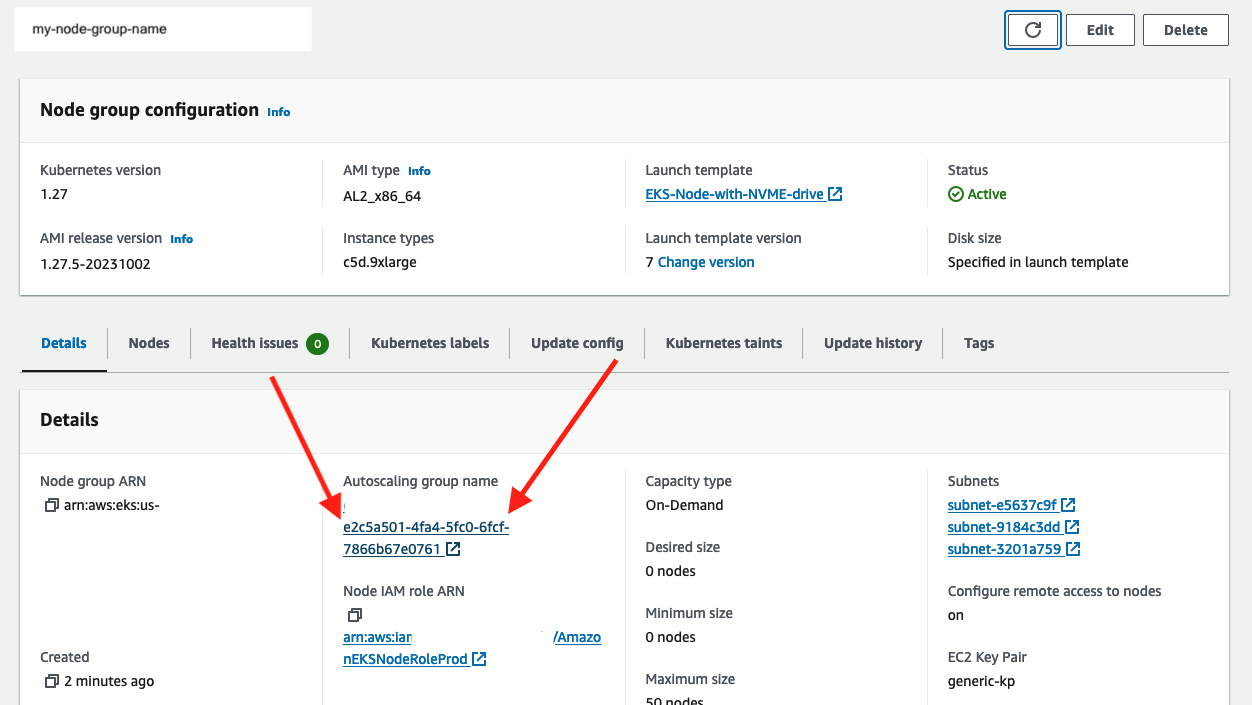 my-node-group-name
Edit
Delete
Node group configuration Info
Kubernetes version
1.27
AMI type Info
AL2_x86_64
Launch template
EKS-Node-with-NVME-drive
Status
Active
AMI release version Info
1.27.5-20231002
Instance types
c5d.9xlarge
Launch template version
7 Change version
Disk size
Specified in launch template
Details
Nodes
Health issues 0
Kubernetes labels
Update config
Kubernetes taints
Update history
Tags
Details
Node group ARN
arn:aws:eks:us-
Created
2 minutes ago
Autoscaling group name
e2c5a501-4fa4-5fc0-6fcf-
7866b67e0761
Node IAM role ARN
arn:aws:iam /Amazo
nEKSNodeRoleProd
Capacity type
On-Demand
Desired size
0 nodes
Minimum size
0 nodes
Maximum size
50 nodes
Subnets
subnet-e5637c9f
subnet-9184c3dd
subnet-3201a759
Configure remote access to nodes
on
EC2 Key Pair
generic-kp